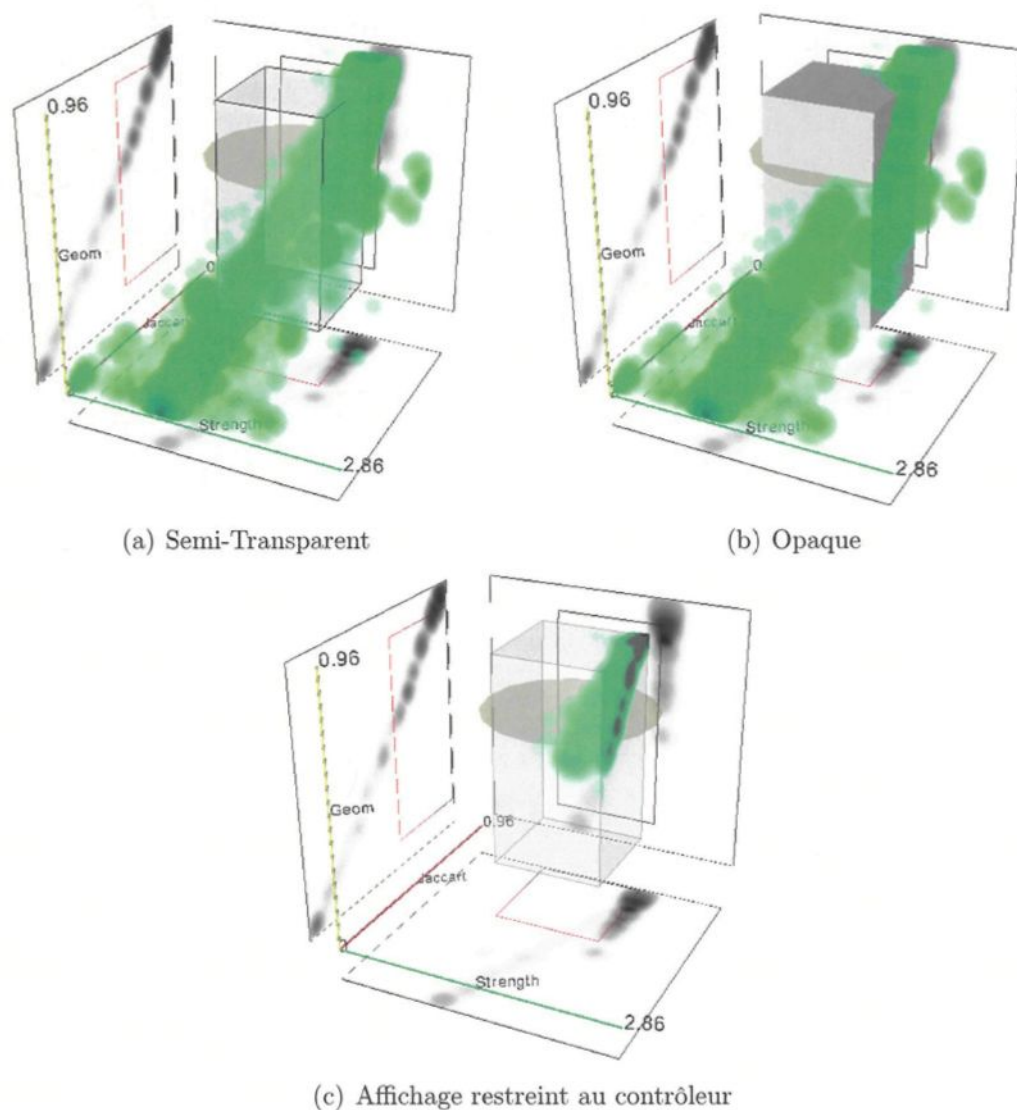 0.96
Geom
0
Jaccart
Strength
2.86
0.96
Geom
0
Jaccart
Strength
2.86
(a) Semi-Transparent
(b) Opaque
0.96
Geom
0.96
Jaccart
Strength
2.86
(c) Affichage restreint au contrôleur